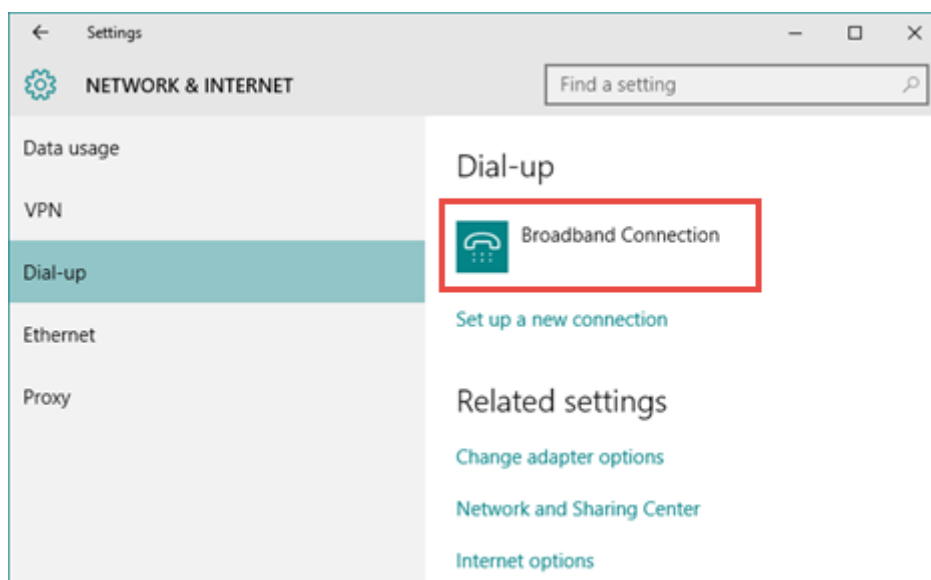 Settings
NETWORK & INTERNET
Find a setting
Data usage
VPN
Dial-up
Ethernet
Proxy
Dial-up
Broadband Connection
Set up a new connection
Related settings
Change adapter options
Network and Sharing Center
Internet options